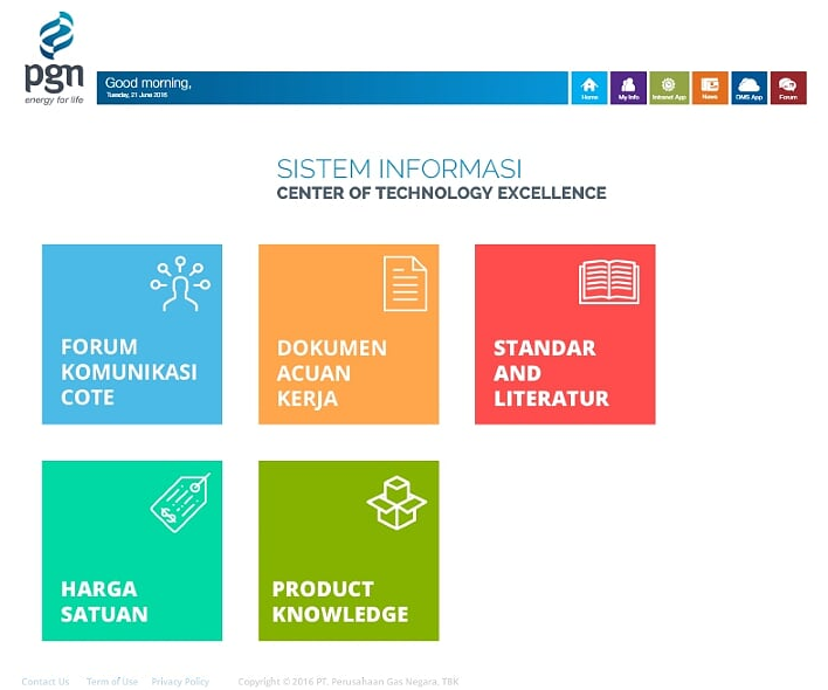 pgn
energy for life
Good morning,
Tuesday, 21 June 2016
Home
My Info
Intranet App
News
DMS App
Forum
SISTEM INFORMASI
CENTER OF TECHNOLOGY EXCELLENCE
FORUM
KOMUNIKASI
COTE
DOKUMEN
ACUAN
KERJA
STANDAR
AND
LITERATUR
HARGA
SATUAN
PRODUCT
KNOWLEDGE
Contact Us Term of Use Privacy Policy Copyright © 2016 PT. Perusahaan Gas Negara, TBK